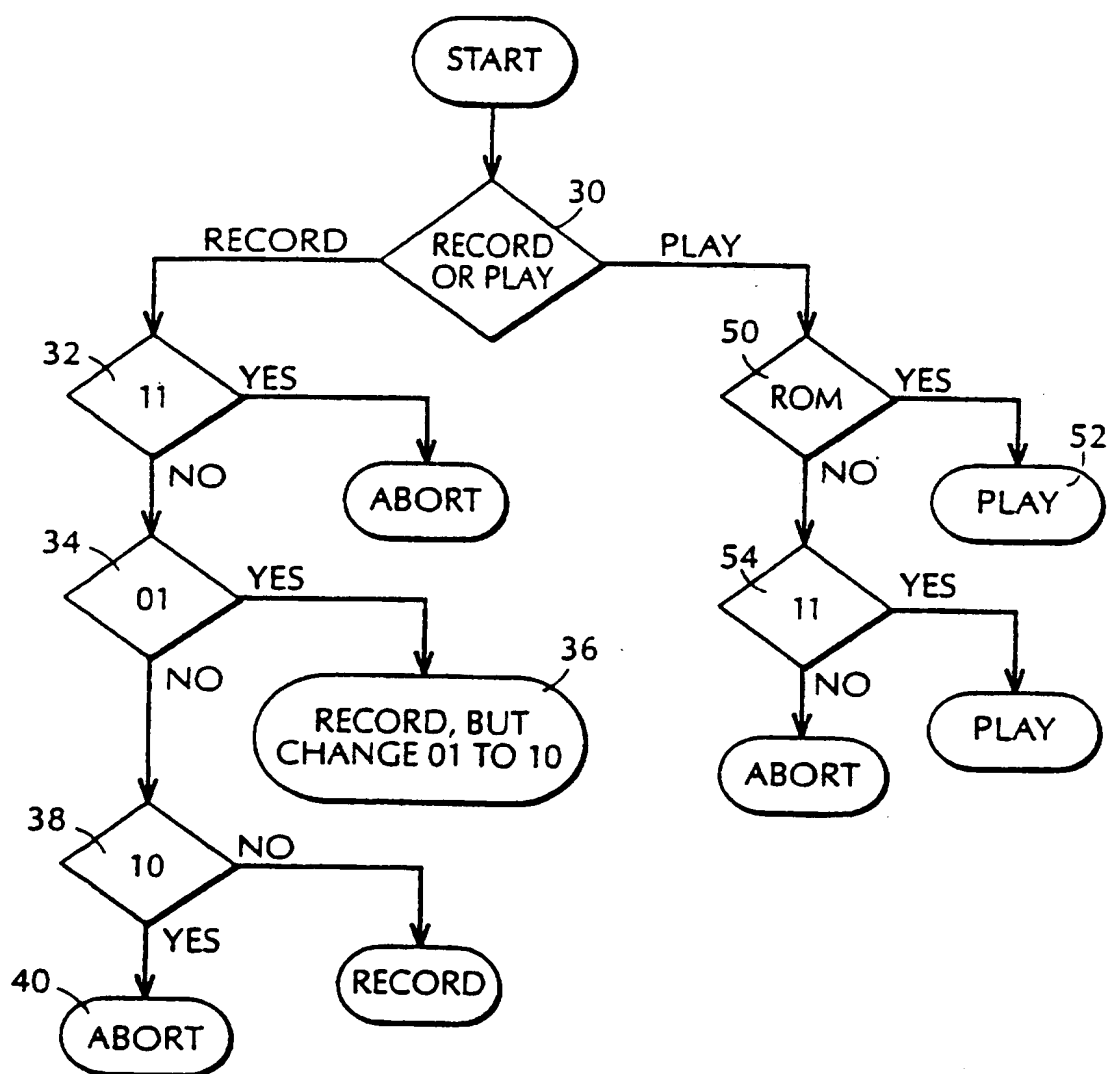 START
30
RECORD
OR PLAY
RECORD
PLAY
32
11
YES
NO
ABORT
50
ROM
YES
NO
52
PLAY
34
01
YES
NO
36
RECORD, BUT
CHANGE 01 TO 10
54
11
YES
NO
PLAY
ABORT
38
10
NO
YES
RECORD
40
ABORT